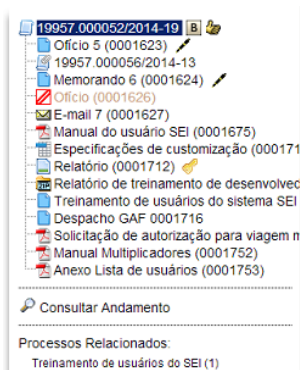 19957.000052/2014-19 B
Ofício 5 (0001623)
19957.000056/2014-13
Memorando 6 (0001624)
Ofício (0001626)
E-mail 7 (0001627)
Manual do usuário SEI (0001675)
Especificações de customização (000171
Relatório (0001712)
Relatório de treinamento de desenvolvec
Treinamento de usuários do sistema SEI
Despacho GAF 0001716
Solicitação de autorização para viagem m
Manual Multiplicadores (0001752)
Anexo Lista de usuários (0001753)
Consultar Andamento
Processos Relacionados:
Treinamento de usuários do SEI (1)